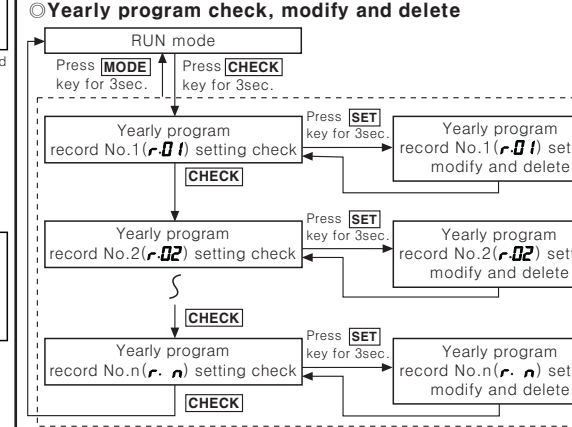 ◎Yearly program check, modify and delete
RUN mode
Press MODE
key for 3sec.
Press CHECK
key for 3sec.
Yearly program
record No.1(r.01) setting check
Press SET
key for 3sec.
Yearly program
record No.1(r.01) set
modify and delete
CHECK
Yearly program
record No.2(r.02) setting check
Press SET
key for 3sec.
Yearly program
record No.2(r.02) set
modify and delete
CHECK
Yearly program
record No.n(r. n) setting check
Press SET
key for 3sec.
Yearly program
record No.n(r. n) set
modify and delete
CHECK